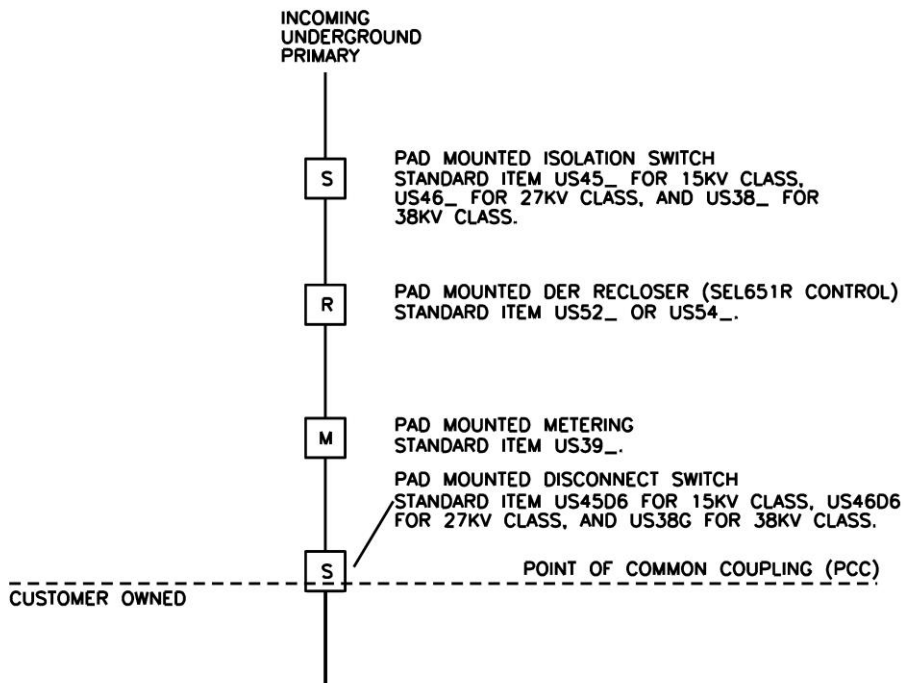 INCOMING
UNDERGROUND
PRIMARY
S
PAD MOUNTED ISOLATION SWITCH
STANDARD ITEM US45_ FOR 15KV CLASS,
US46_ FOR 27KV CLASS, AND US38_ FOR
38KV CLASS.
R
PAD MOUNTED DER RECLOSER (SEL651R CONTROL)
STANDARD ITEM US52_ OR US54_.
M
PAD MOUNTED METERING
STANDARD ITEM US39_.
PAD MOUNTED DISCONNECT SWITCH
STANDARD ITEM US45D6 FOR 15KV CLASS, US46D6
FOR 27KV CLASS, AND US38G FOR 38KV CLASS.
S
POINT OF COMMON COUPLING (PCC)
CUSTOMER OWNED